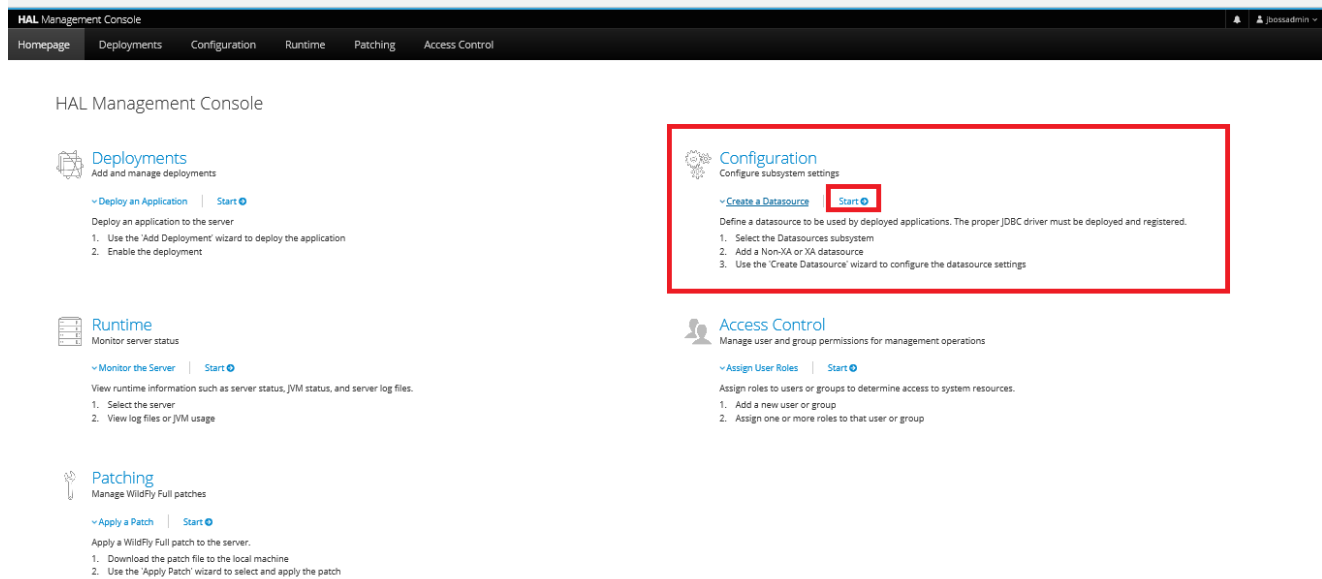 HAL Management Console
jbossadmin
Homepage Deployments Configuration Runtime Patching Access Control
HAL Management Console
Deployments
Add and manage deployments
Deploy an Application Start
Deploy an application to the server
1. Use the 'Add Deployment' wizard to deploy the application
2. Enable the deployment
Configuration
Configure subsystem settings
Create a Datasource Start
Define a datasource to be used by deployed applications. The proper JDBC driver must be deployed and registered.
1. Select the Datasources subsystem
2. Add a Non-XA or XA datasource
3. Use the 'Create Datasource' wizard to configure the datasource settings
Runtime
Monitor server status
Monitor the Server Start
View runtime information such as server status, JVM status, and server log files.
1. Select the server
2. View log files or JVM usage
Access Control
Manage user and group permissions for management operations
Assign User Roles Start
Assign roles to users or groups to determine access to system resources.
1. Add a new user or group
2. Assign one or more roles to that user or group
Patching
Manage WildFly Full patches
Apply a Patch Start
Apply a WildFly Full patch to the server.
1. Download the patch file to the local machine
2. Use the 'Apply Patch' wizard to select and apply the patch